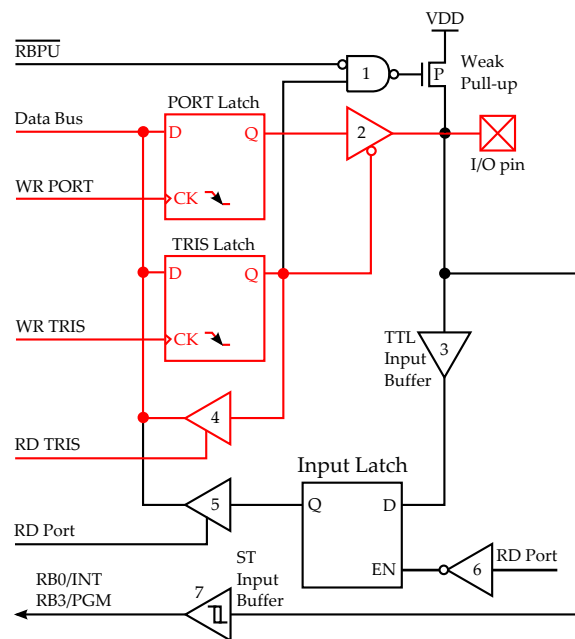 VDD
RBPU
1
P
Weak
Pull-up
Data Bus
PORT Latch
D
Q
2
I/O pin
WR PORT
CK
TRIS Latch
D
Q
WR TRIS
CK
TTL
Input
Buffer
3
4
RD TRIS
Input Latch
5
Q
D
RD Port
EN
6
RD Port
RB0/INT
RB3/PGM
7
ST
Input
Buffer